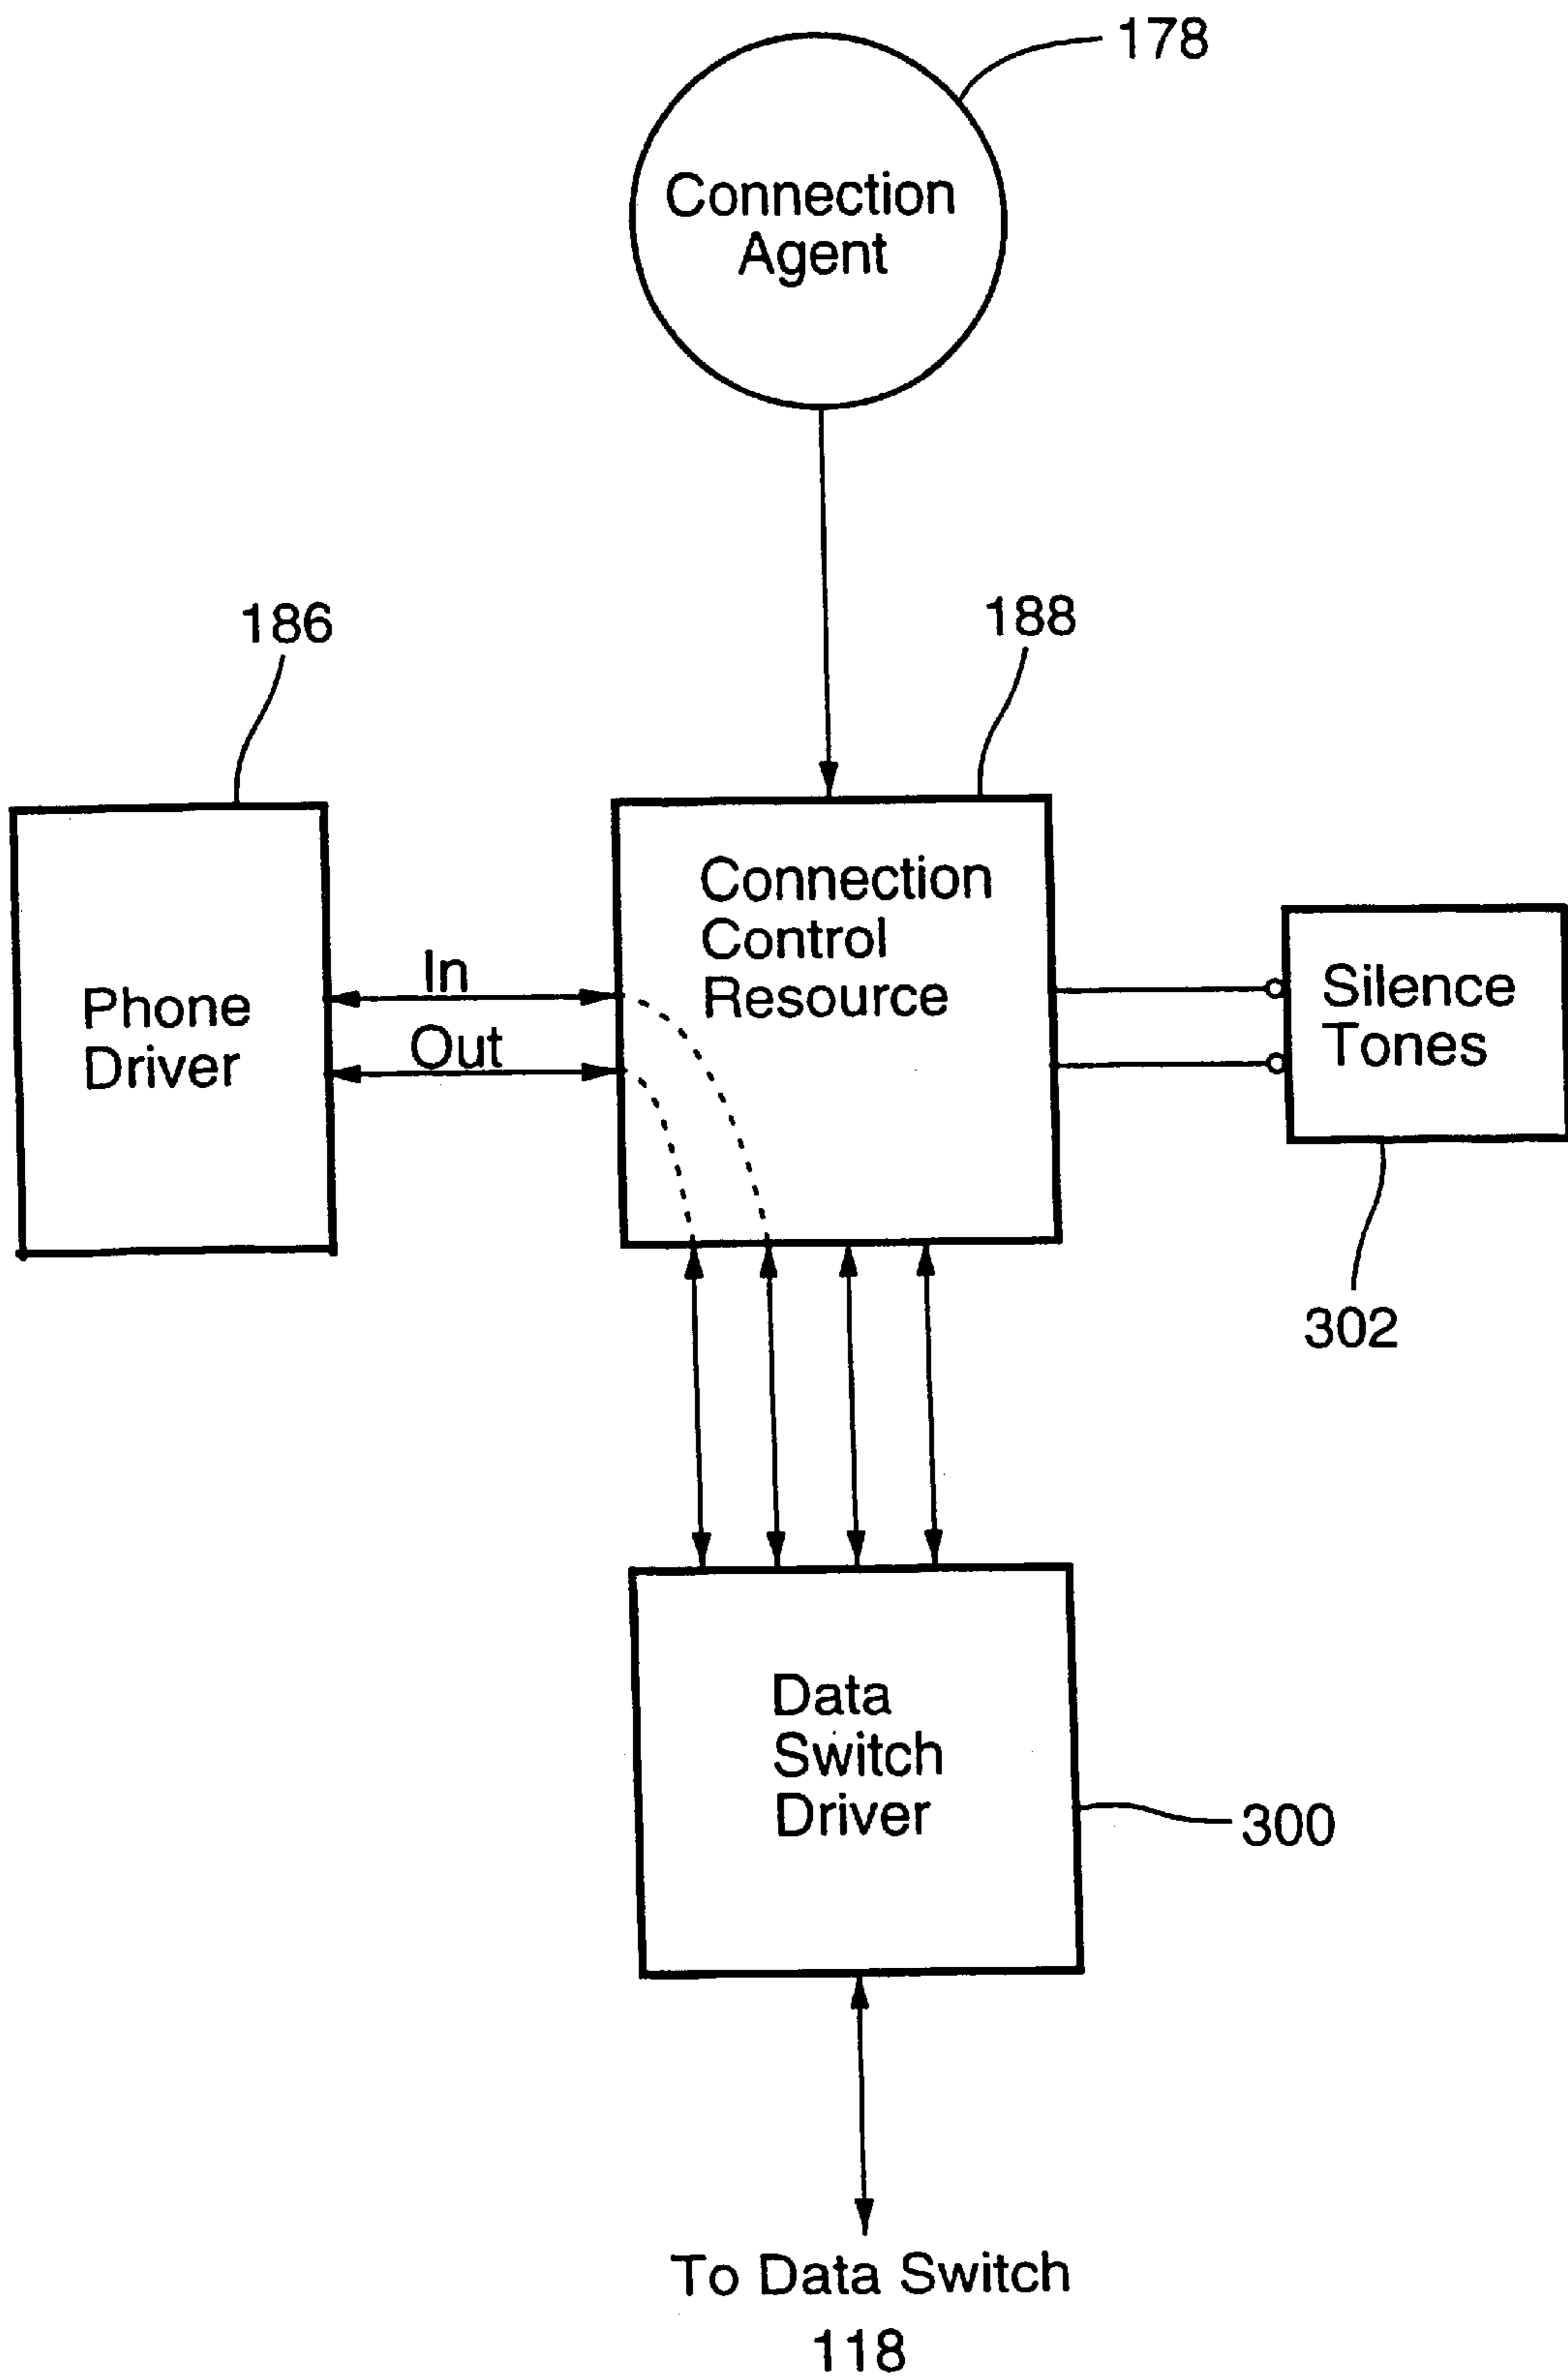 178
Connection
Agent
186
188
Connection
Control
Resource
In
Out
Phone
Driver
Silence
Tones
302
Data
Switch
Driver
300
To Data Switch
118